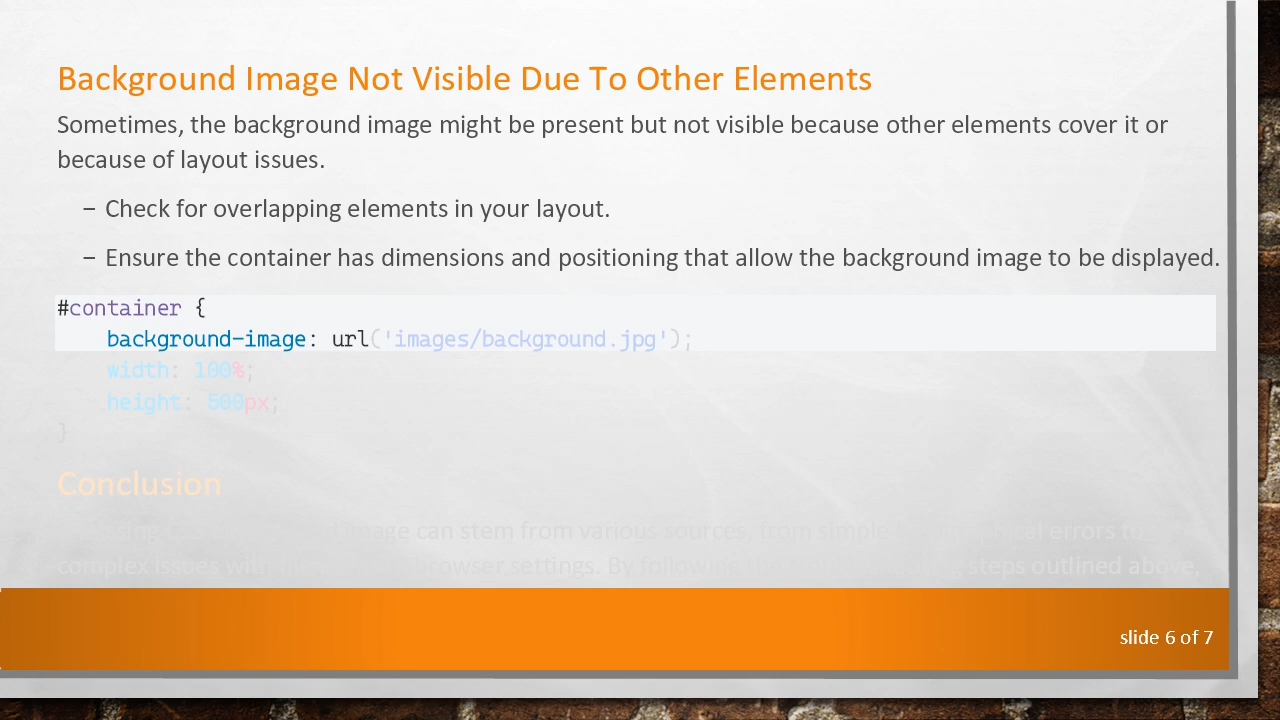 Background Image Not Visible Due To Other Elements
Sometimes, the background image might be present but not visible because other elements cover it or
because of layout issues.
– Check for overlapping elements in your layout.
– Ensure the container has dimensions and positioning that allow the background image to be displayed.
#container {
    background-image: url('images/background.jpg');
    width: 100%;
    height: 500px;
}
Conclusion
image can stem from various sources, from simple errors to
complex issues with browser settings. By following steps outlined above,
slide 6 of 7